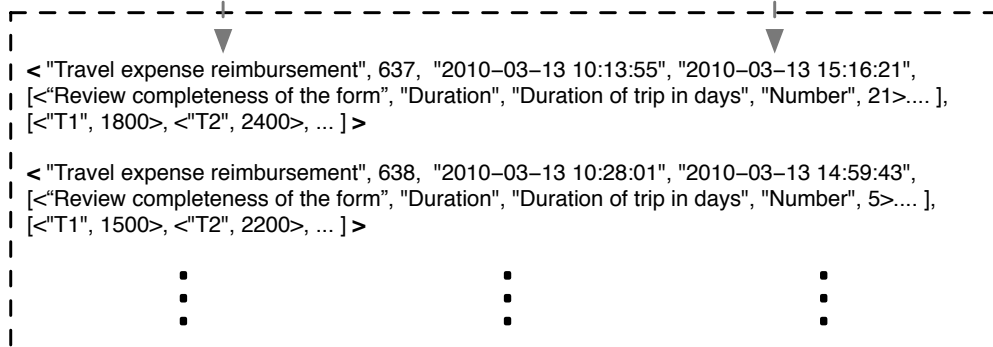 < "Travel expense reimbursement", 637,  "2010–03–13 10:13:55", "2010–03–13 15:16:21",
[<“Review completeness of the form”, "Duration", "Duration of trip in days", "Number", 21>.... ],
[<"T1", 1800>, <"T2", 2400>, ... ] >
< "Travel expense reimbursement", 638,  "2010–03–13 10:28:01", "2010–03–13 14:59:43",
[<“Review completeness of the form”, "Duration", "Duration of trip in days", "Number", 5>.... ],
[<"T1", 1500>, <"T2", 2200>, ... ] >